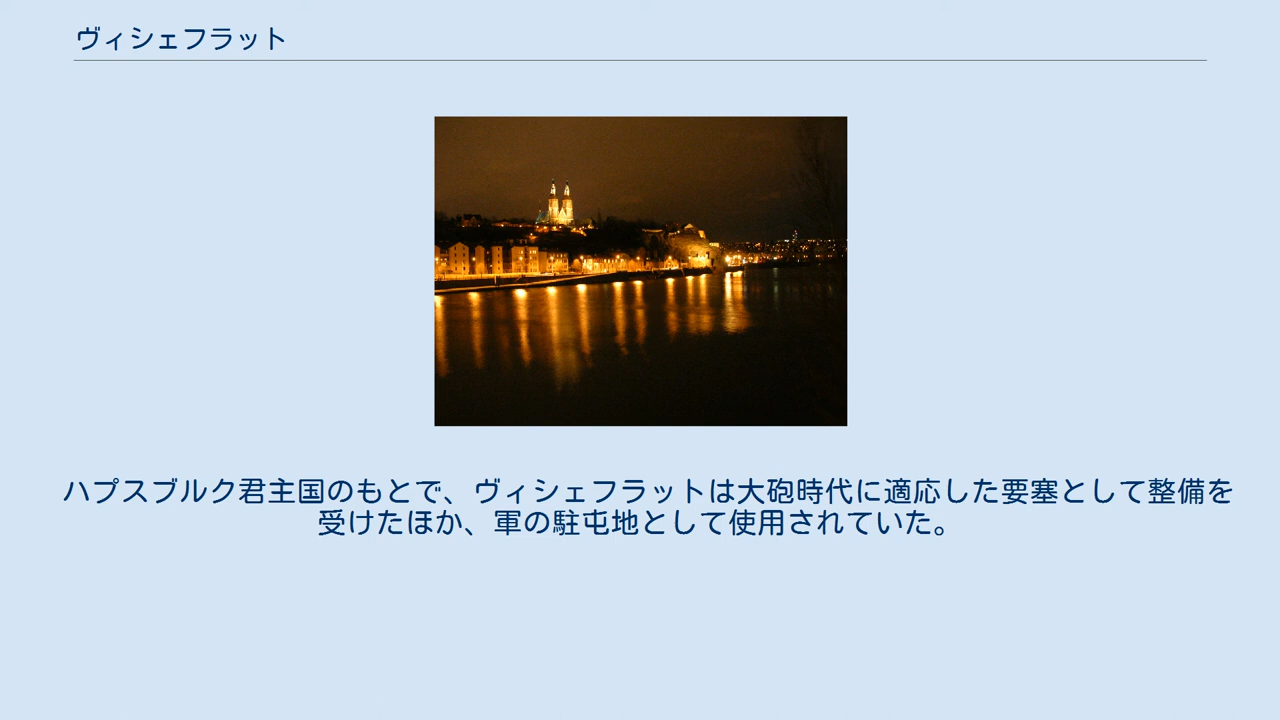 ヴィシェフラット
ハプスブルク君主国のもとで、ヴィシェフラットは大砲時代に適応した要塞として整備を
受けたほか、軍の駐屯地として使用されていた。